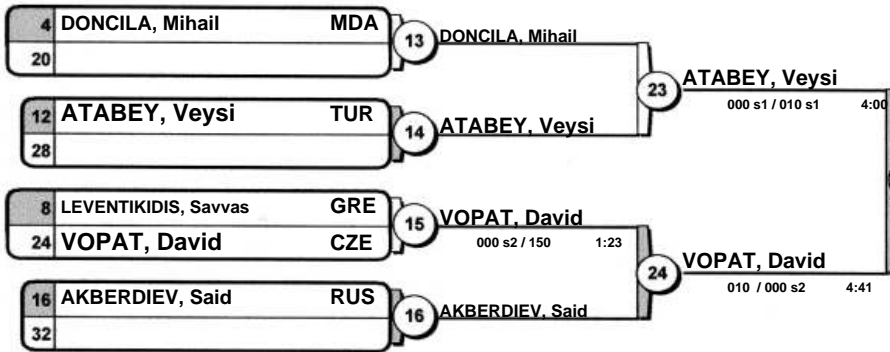 4 DONCILA, Mihail MDA
20
13
DONCILA, Mihail
12 ATABEY, Veysi TUR
28
14
ATABEY, Veysi
23
ATABEY, Veysi
000 s1 / 010 s1 4:00
8 LEVENTIKIDIS, Savvas GRE
24 VOPAT, David CZE
15
VOPAT, David
000 s2 / 150 1:23
16 AKBERDIEV, Said RUS
32
16
AKBERDIEV, Said
24
VOPAT, David
010 / 000 s2 4:41